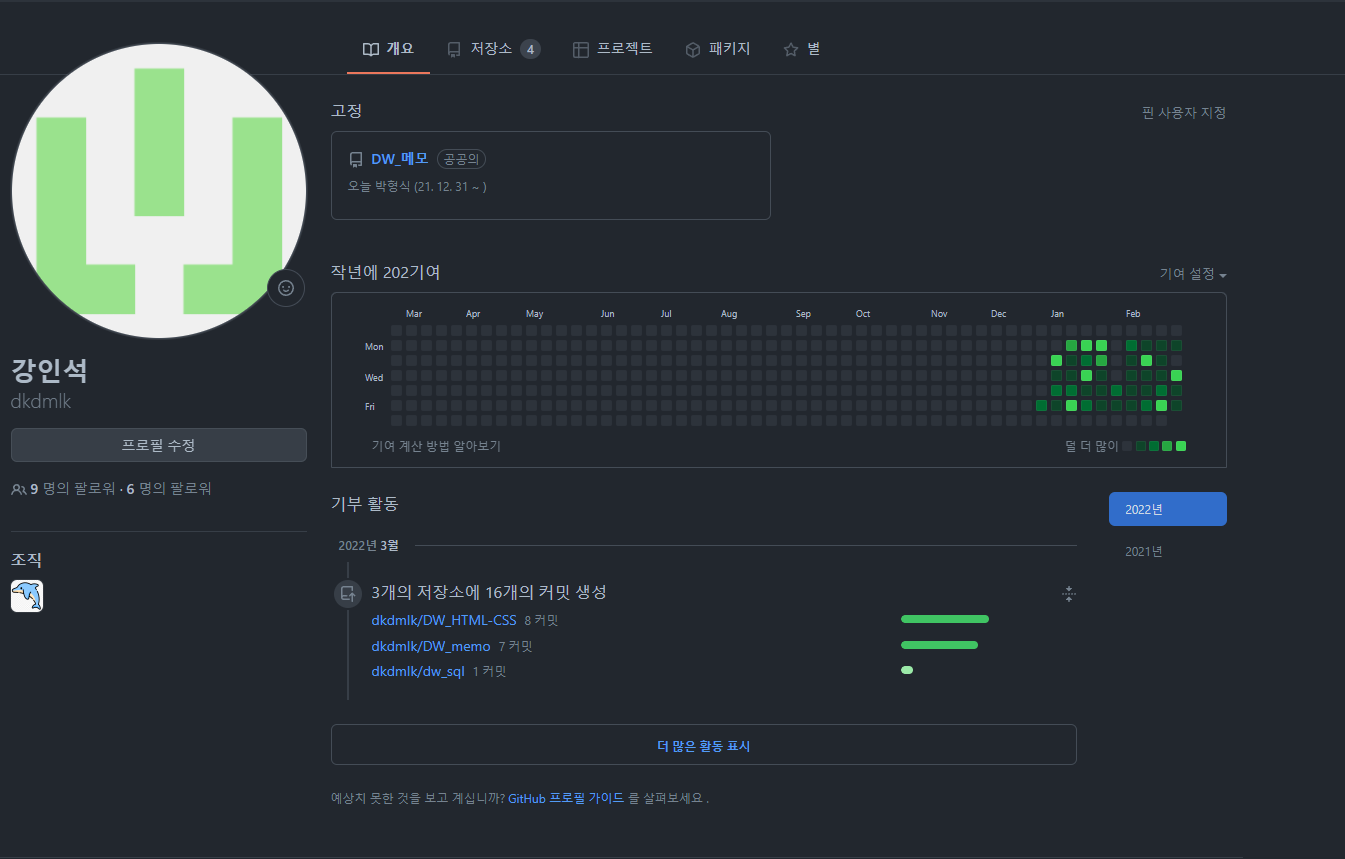 개요 저장소 4 프로젝트 패키지 별
강인석
dkdmlk
프로필 수정
9 명의 팔로워 · 6 명의 팔로워
조직
고정 핀 사용자 지정
DW_메모 공공의
오늘 박형식 (21. 12. 31 ~ )
작년에 202기여 기여 설정
Mar Apr May Jun Jul Aug Sep Oct Nov Dec Jan Feb
Mon
Wed
Fri
기여 계산 방법 알아보기 덜 더 많이
기부 활동 2022년
2021년
2022년 3월
3개의 저장소에 16개의 커밋 생성
dkdmlk/DW_HTML-CSS 8 커밋
dkdmlk/DW_memo 7 커밋
dkdmlk/dw_sql 1 커밋
더 많은 활동 표시
예상치 못한 것을 보고 계십니까? GitHub 프로필 가이드 를 살펴보세요 .